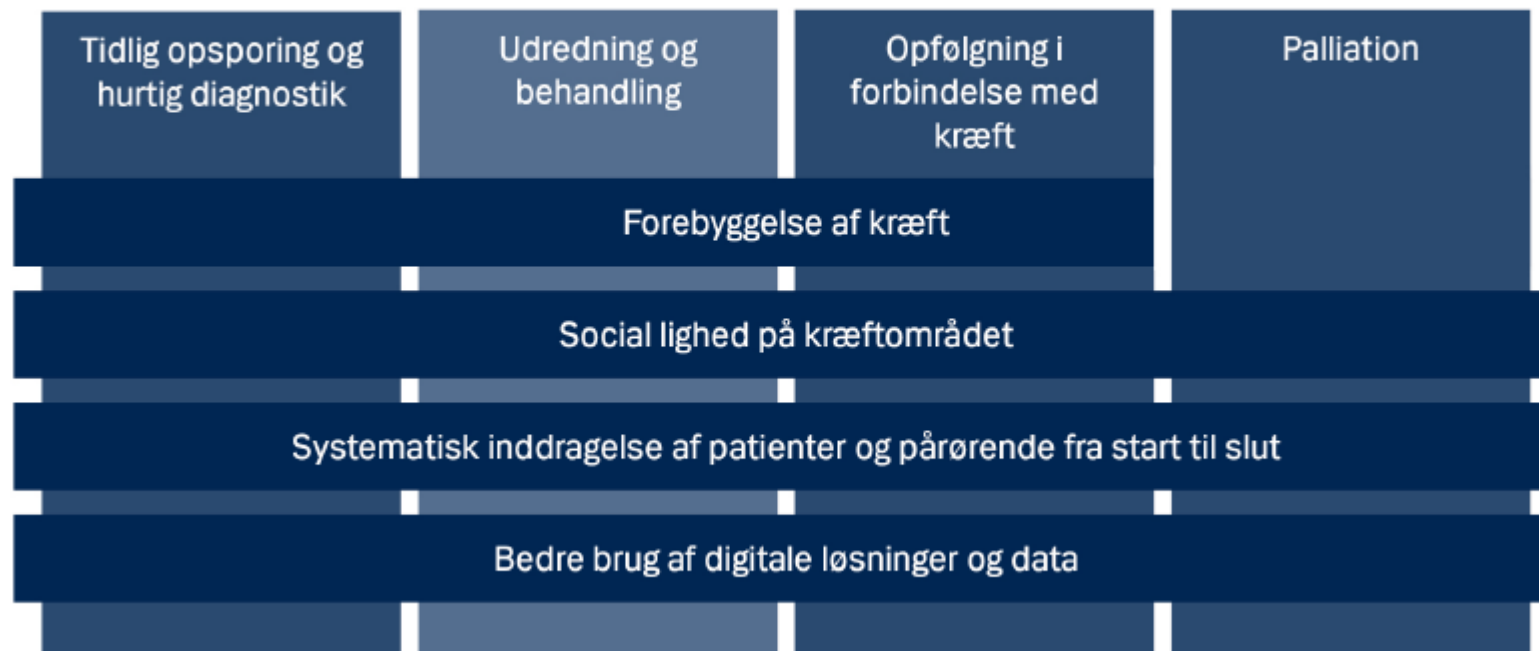 Tidlig opsporing og
hurtig diagnostik
Udredning og
behandling
Opfølgning i
forbindelse med
kræft
Palliation
Forebyggelse af kræft
Social lighed på kræftområdet
Systematisk inddragelse af patienter og pårørende fra start til slut
Bedre brug af digitale løsninger og data